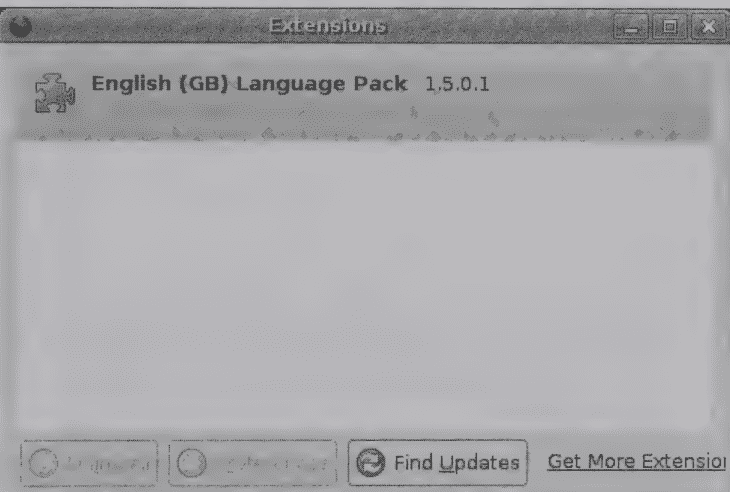 Extensions
English (GB) Language Pack 1.5.0.1
Find Updates
Get More Extensio